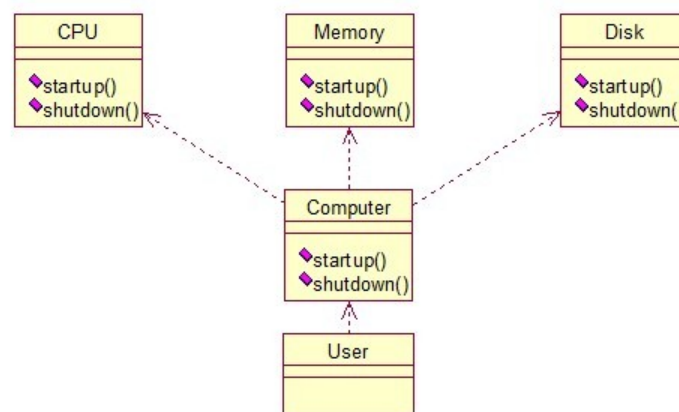 CPU
startup()
shutdown()
Memory
startup()
shutdown()
Disk
startup()
shutdown(
Computer
startup()
shutdown()
User